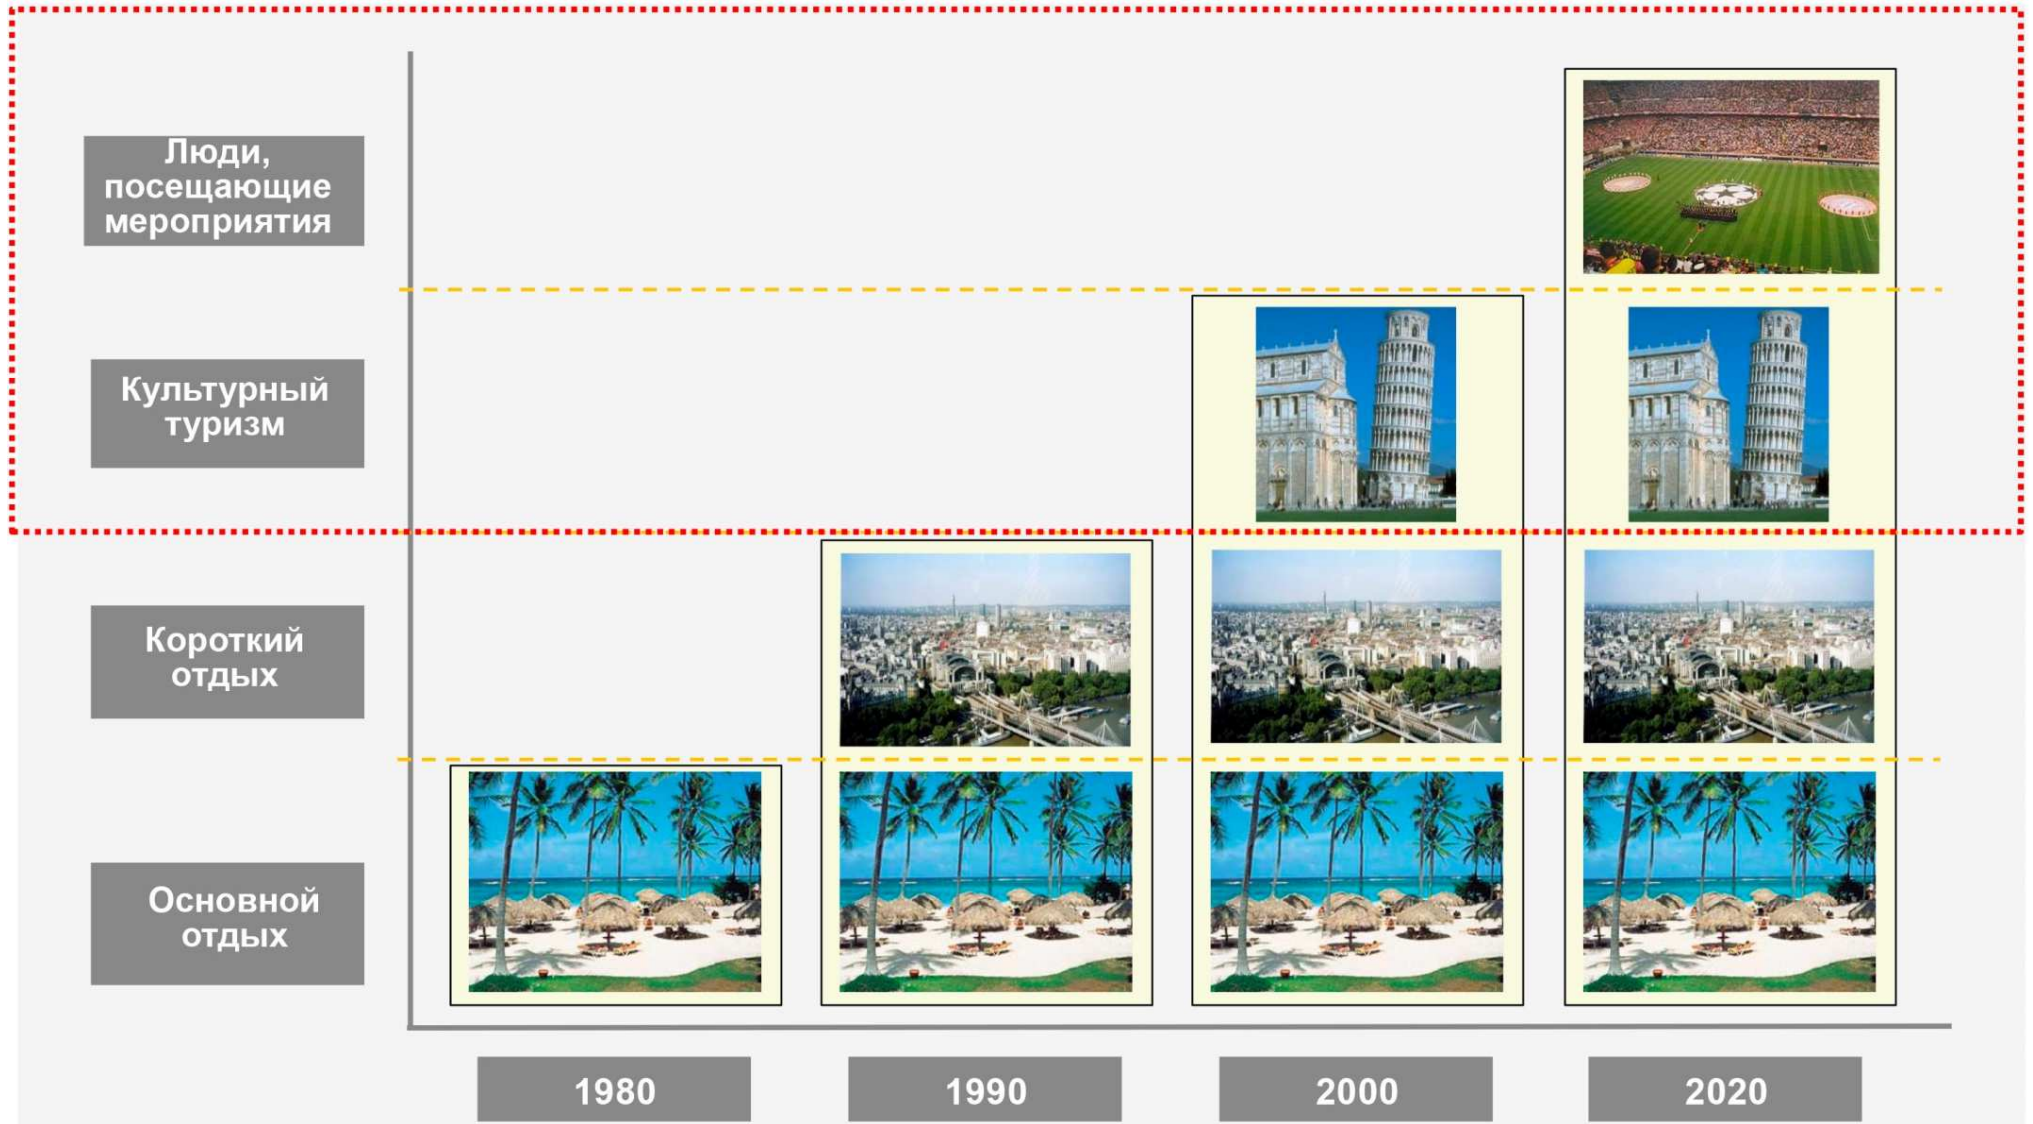 Люди,
посещающие
мероприятия
Культурный
туризм
Короткий
отдых
Основной
отдых
1980
1990
2000
2020